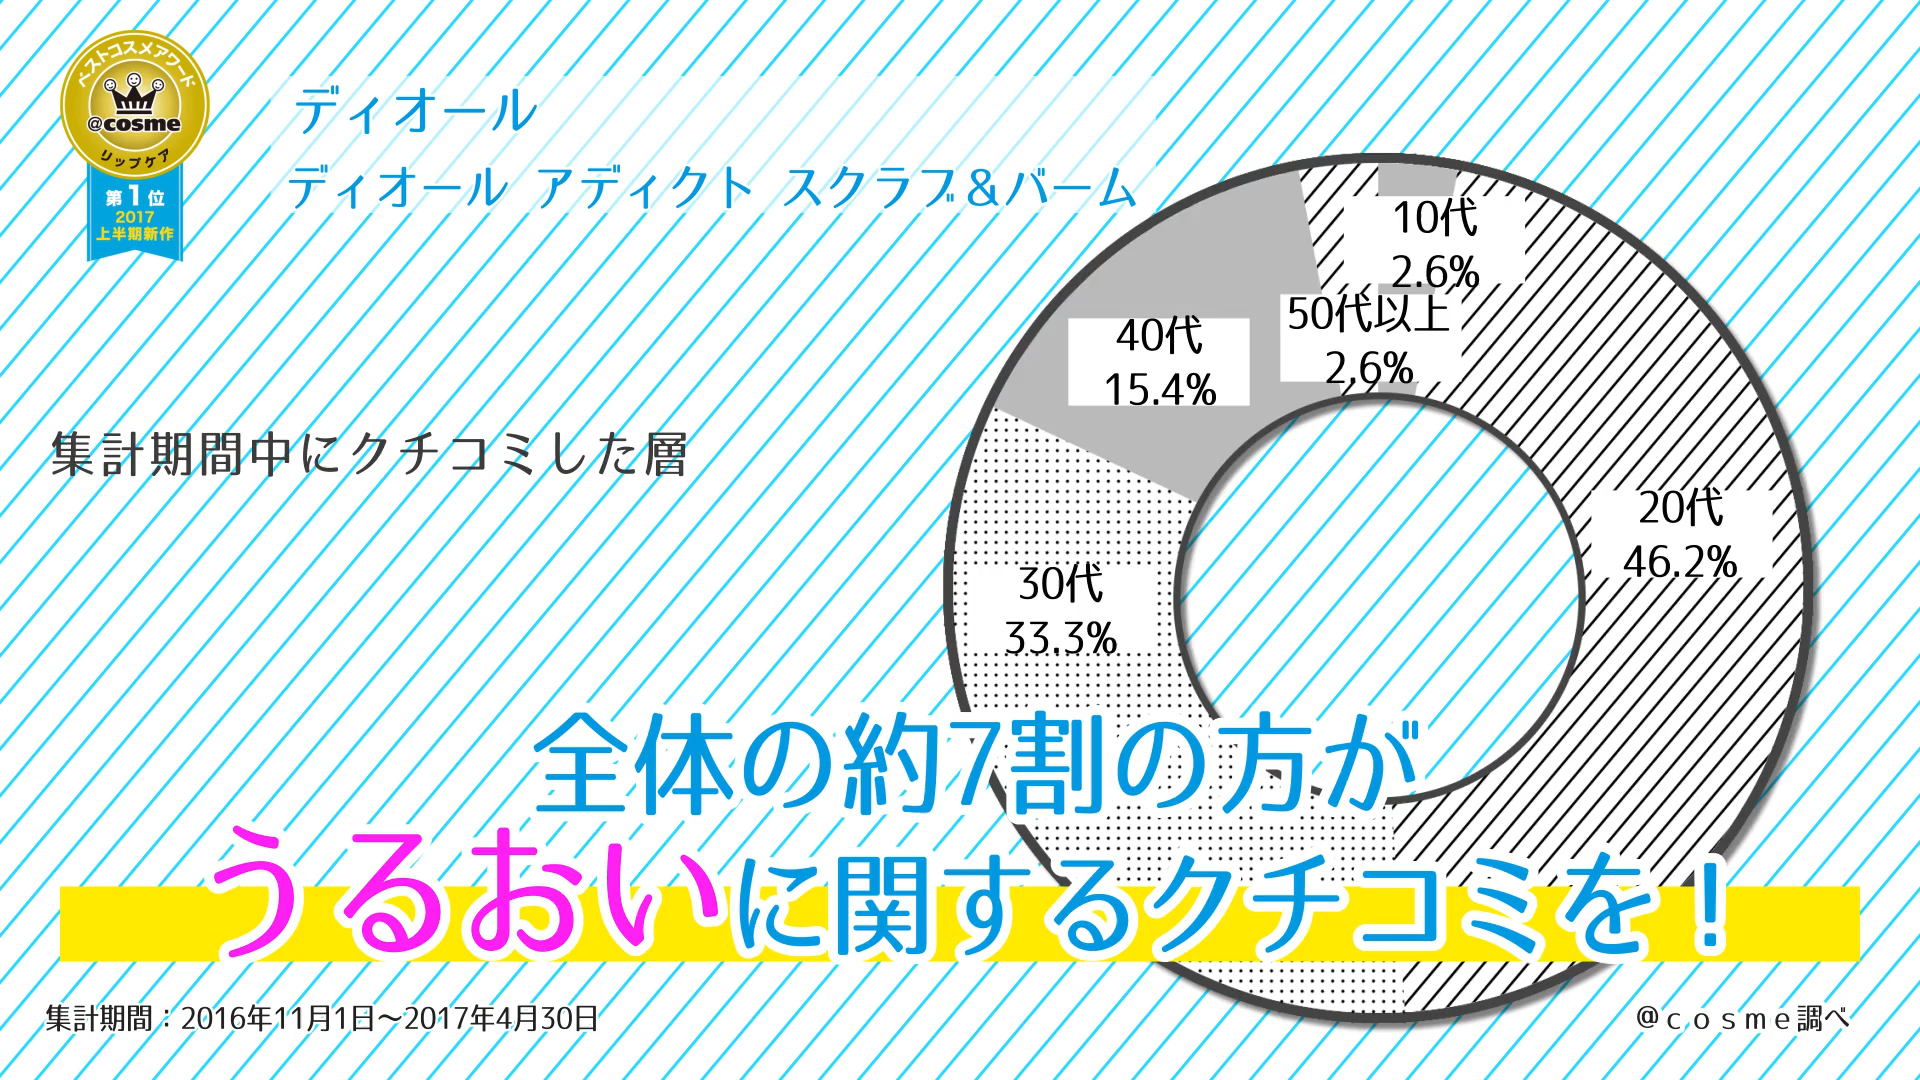 ベストコスメアワード
@cosme
リップケア
第1位
2017
上半期新作
ディオール
ディオール アディクト スクラブ＆バーム
10代
2.6%
50代以上
2.6%
40代
15.4%
集計期間中にクチコミした層
20代
46.2%
30代
33.3%
全体の約7割の方が
うるおいに関するクチコミを！
集計期間：2016年11月1日～2017年4月30日
＠ｃｏｓｍｅ調べ